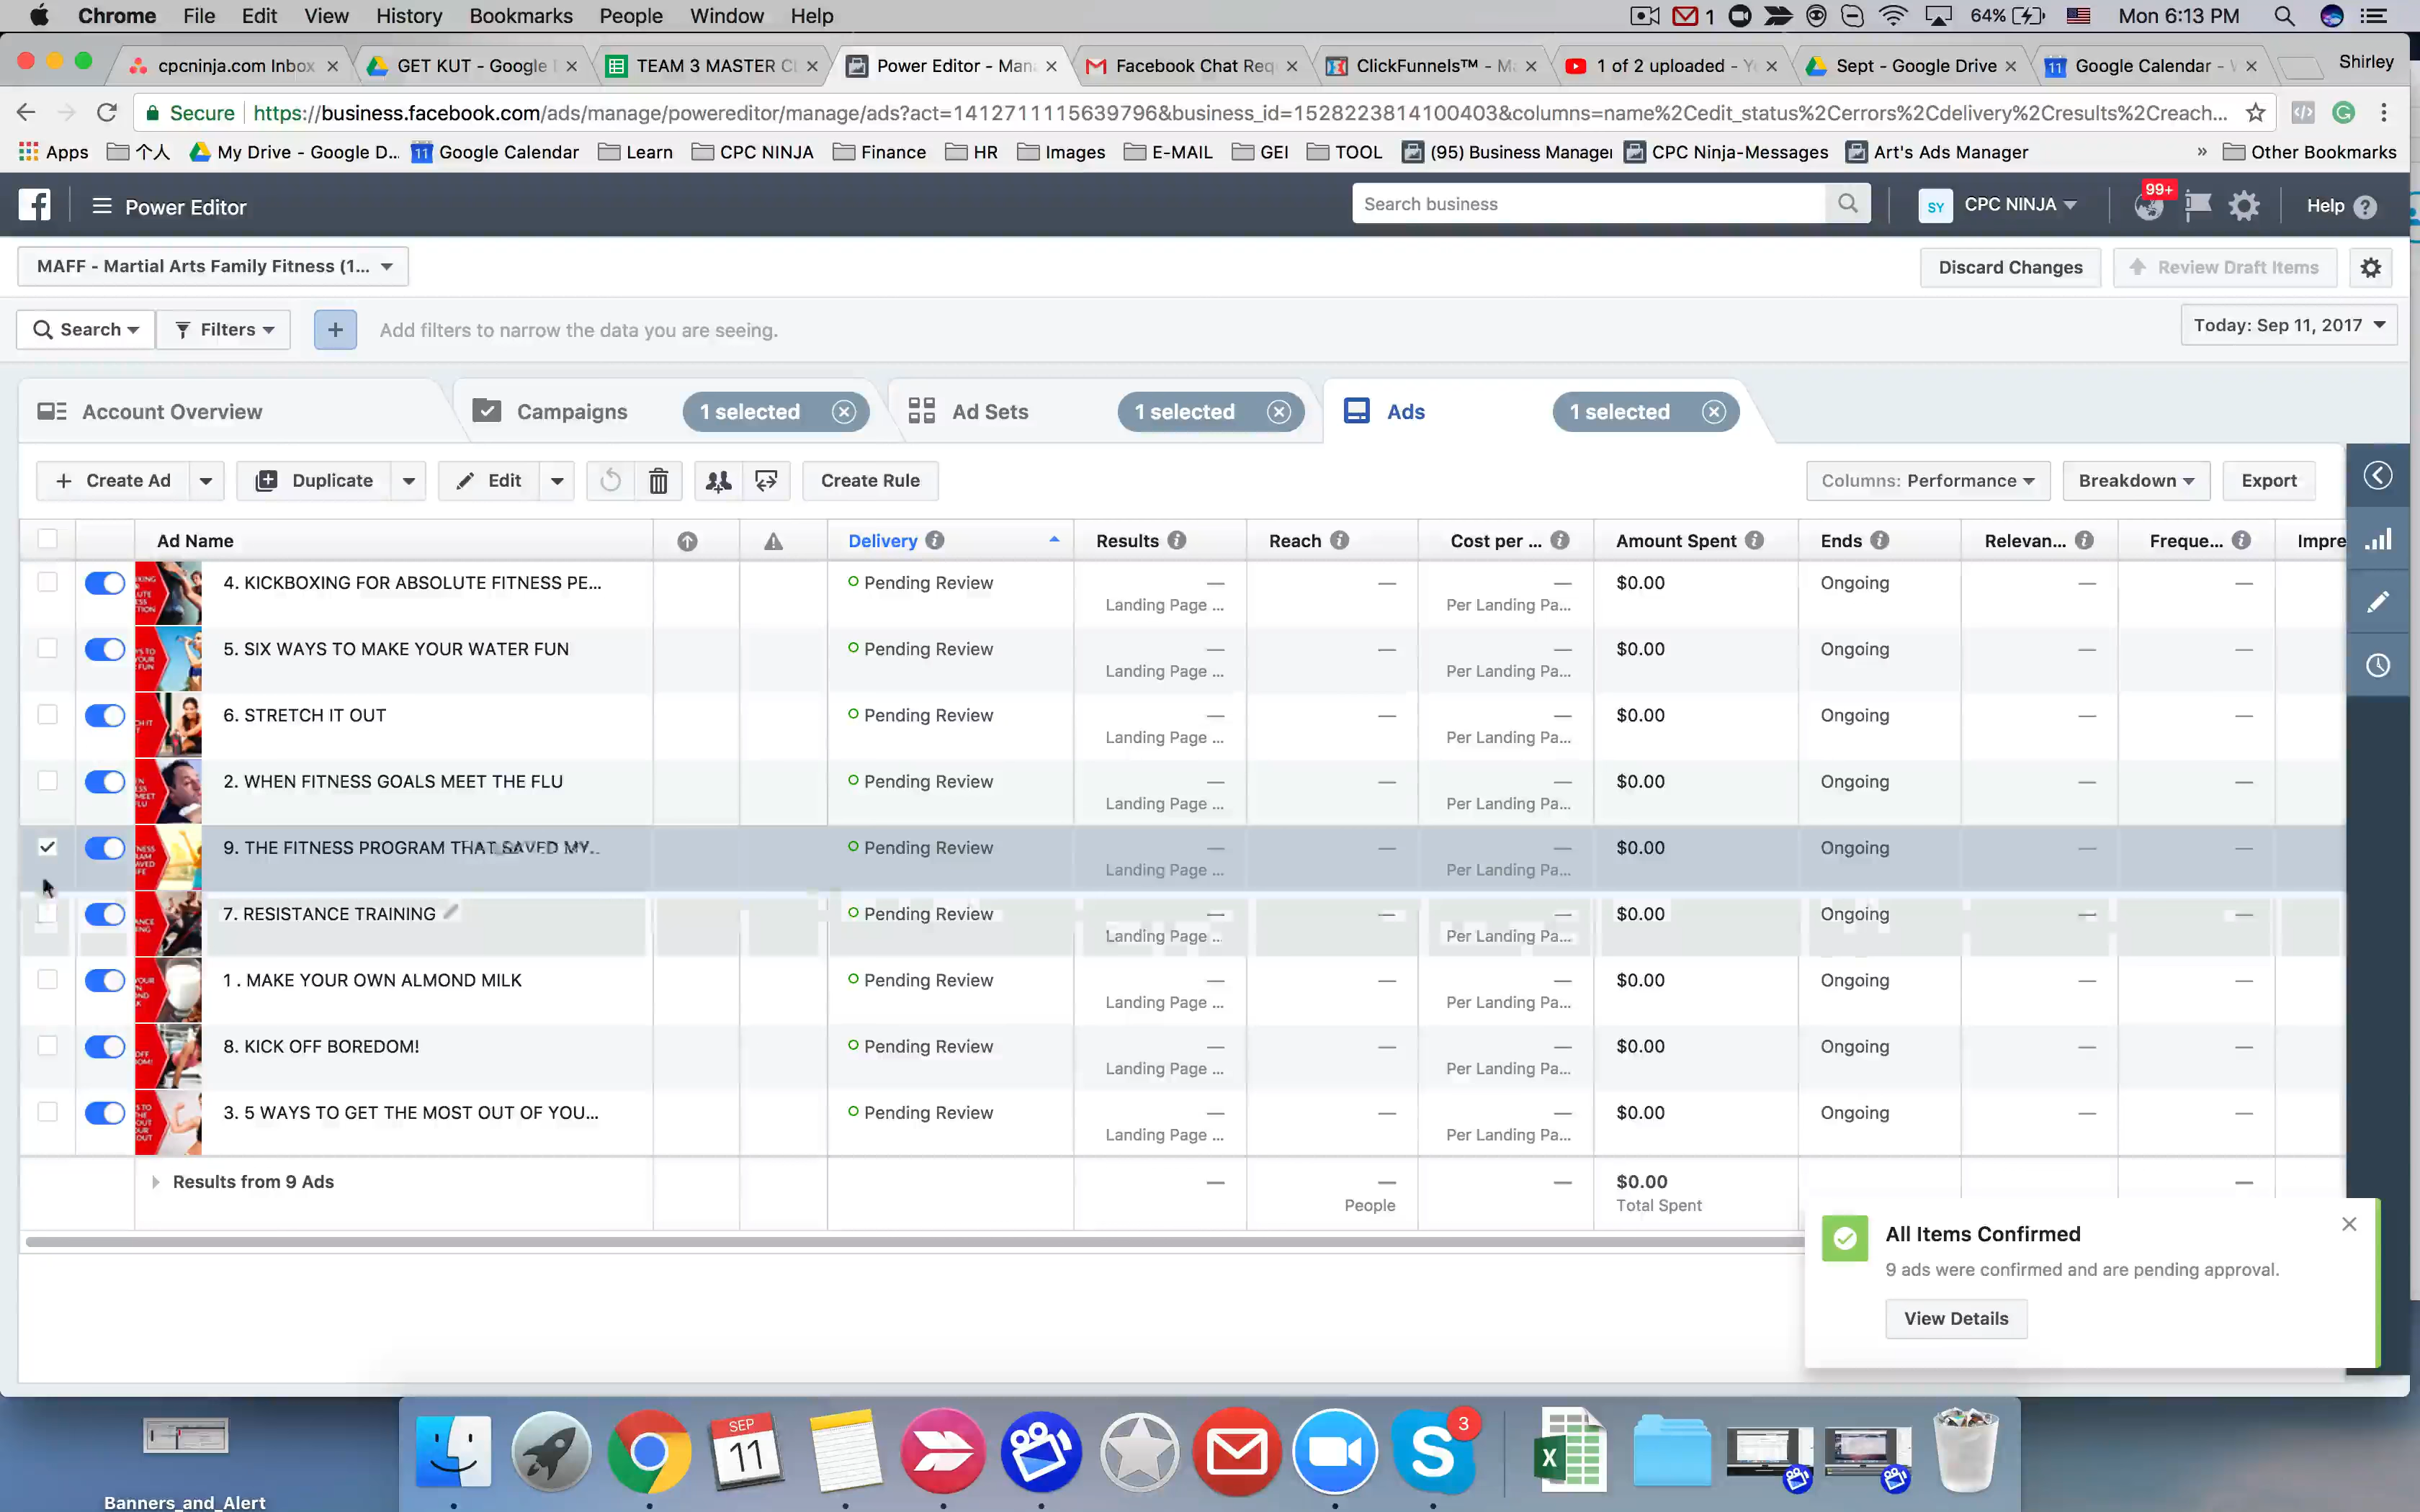 Chrome File Edit View History Bookmarks People Window Help 1 64% Mon 6:13 PM
cpcninja.com Inbox GET KUT - Google TEAM 3 MASTER C Power Editor - Man Facebook Chat Req ClickFunnels™ - M 1 of 2 uploaded - Sept - Google Drive 11 Google Calendar - Shirley
Secure https://business.facebook.com/ads/manage/powereditor/manage/ads?act=1412711115639796&business_id=1528223814100403&columns=name%2Cedit_status%2Cerrors%2Cdelivery%2Cresults%2Creach...
Apps 个人 My Drive - Google D... 11 Google Calendar Learn CPC NINJA Finance HR Images E-MAIL GEI TOOL (95) Business Manager CPC Ninja-Messages Art's Ads Manager » Other Bookmarks
Power Editor Search business SY CPC NINJA 99+ Help ?
MAFF - Martial Arts Family Fitness (1... Discard Changes Review Draft Items
Search Filters + Add filters to narrow the data you are seeing. Today: Sep 11, 2017
Account Overview Campaigns 1 selected Ad Sets 1 selected Ads 1 selected
+ Create Ad Duplicate Edit Create Rule Columns: Performance Breakdown Export
Ad Name Delivery Results Reach Cost per ... Amount Spent Ends Relevan... Freque... Impre
4. KICKBOXING FOR ABSOLUTE FITNESS PE... Pending Review — — — $0.00 Ongoing — —
Landing Page ... Per Landing Pa...
5. SIX WAYS TO MAKE YOUR WATER FUN Pending Review — — — $0.00 Ongoing — —
Landing Page ... Per Landing Pa...
6. STRETCH IT OUT Pending Review — — — $0.00 Ongoing — —
Landing Page ... Per Landing Pa...
2. WHEN FITNESS GOALS MEET THE FLU Pending Review — — — $0.00 Ongoing — —
Landing Page ... Per Landing Pa...
9. THE FITNESS PROGRAM THAT SAVED MY... Pending Review — — — $0.00 Ongoing — —
Landing Page ... Per Landing Pa...
7. RESISTANCE TRAINING Pending Review — — — $0.00 Ongoing — —
Landing Page ... Per Landing Pa...
1 . MAKE YOUR OWN ALMOND MILK Pending Review — — — $0.00 Ongoing — —
Landing Page ... Per Landing Pa...
8. KICK OFF BOREDOM! Pending Review — — — $0.00 Ongoing — —
Landing Page ... Per Landing Pa...
3. 5 WAYS TO GET THE MOST OUT OF YOU... Pending Review — — — $0.00 Ongoing — —
Landing Page ... Per Landing Pa...
Results from 9 Ads — — — $0.00 —
People Total Spent
All Items Confirmed
9 ads were confirmed and are pending approval.
View Details
SEP
11
3
X
Banners_and_Alert